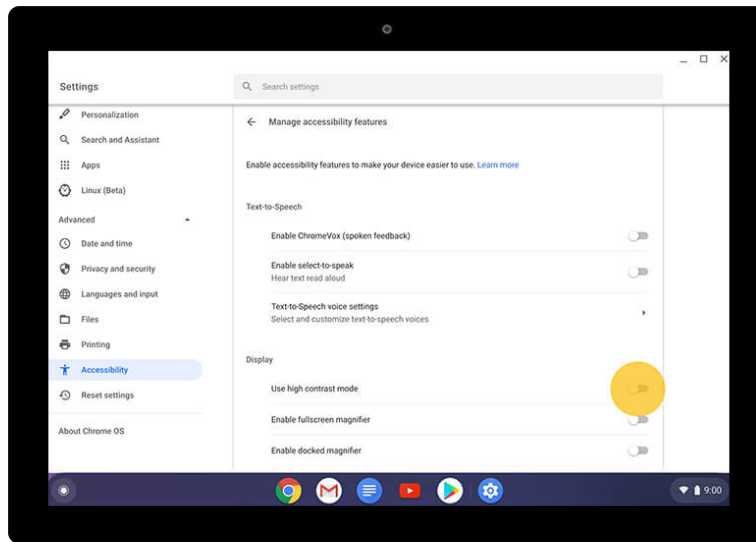 Settings
Search settings
Personalization
Search and Assistant
Apps
Linux (Beta)
Advanced
Date and time
Privacy and security
Languages and input
Files
Printing
Accessibility
Reset settings
About Chrome OS
Manage accessibility features
Enable accessibility features to make your device easier to use. Learn more
Text-to-Speech
Enable ChromeVox (spoken feedback)
Enable select-to-speak
Hear text read aloud
Text-to-Speech voice settings
Select and customize text-to-speech voices
Display
Use high contrast mode
Enable fullscreen magnifier
Enable docked magnifier
9:00